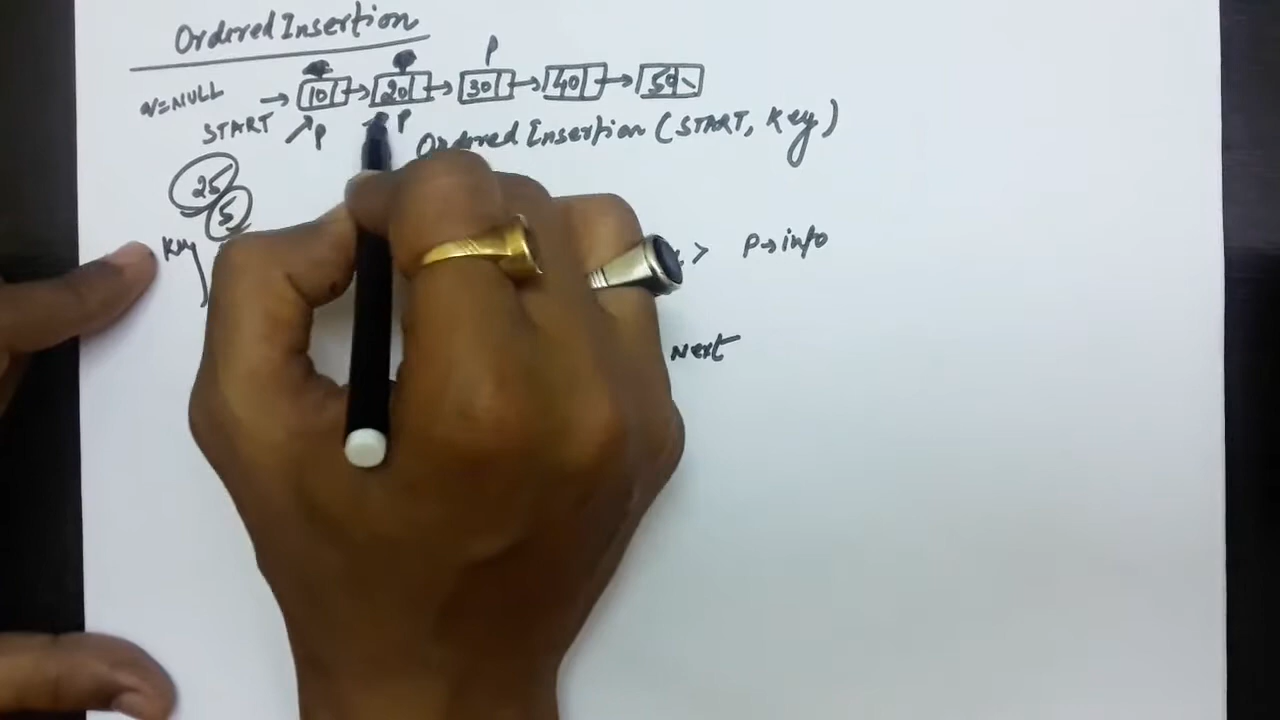 Ordered Insertion
P
q=NULL → 10 → 20 → 30 → 40 → 50
START P P
Ordered Insertion (START, Key)
25
5
Key > P→info
Next